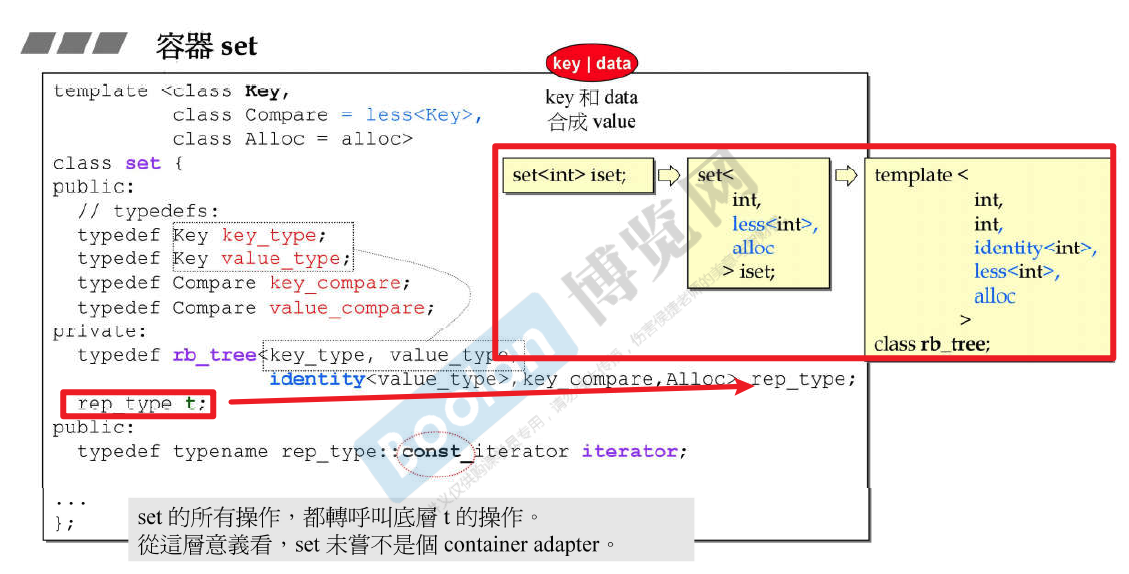 容器 set
key | data
key 和 data
合成 value
template <class Key,
class Compare = less<Key>,
class Alloc = alloc>
class set {
public:
// typedefs:
typedef Key key_type;
typedef Key value_type;
typedef Compare key_compare;
typedef Compare value_compare;
private:
typedef rb_tree<key_type, value_type,
identity<value_type>,key_compare,Alloc> rep_type;
rep_type t;
public:
typedef typename rep_type::const_iterator iterator;
...
};
set<int> iset;
set<
int,
less<int>,
alloc
> iset;
template <
int,
int,
identity<int>,
less<int>,
alloc
>
class rb_tree;
set 的所有操作，都轉呼叫底層 t 的操作。
從這層意義看，set 未嘗不是個 container adapter。
Boolan 博览网